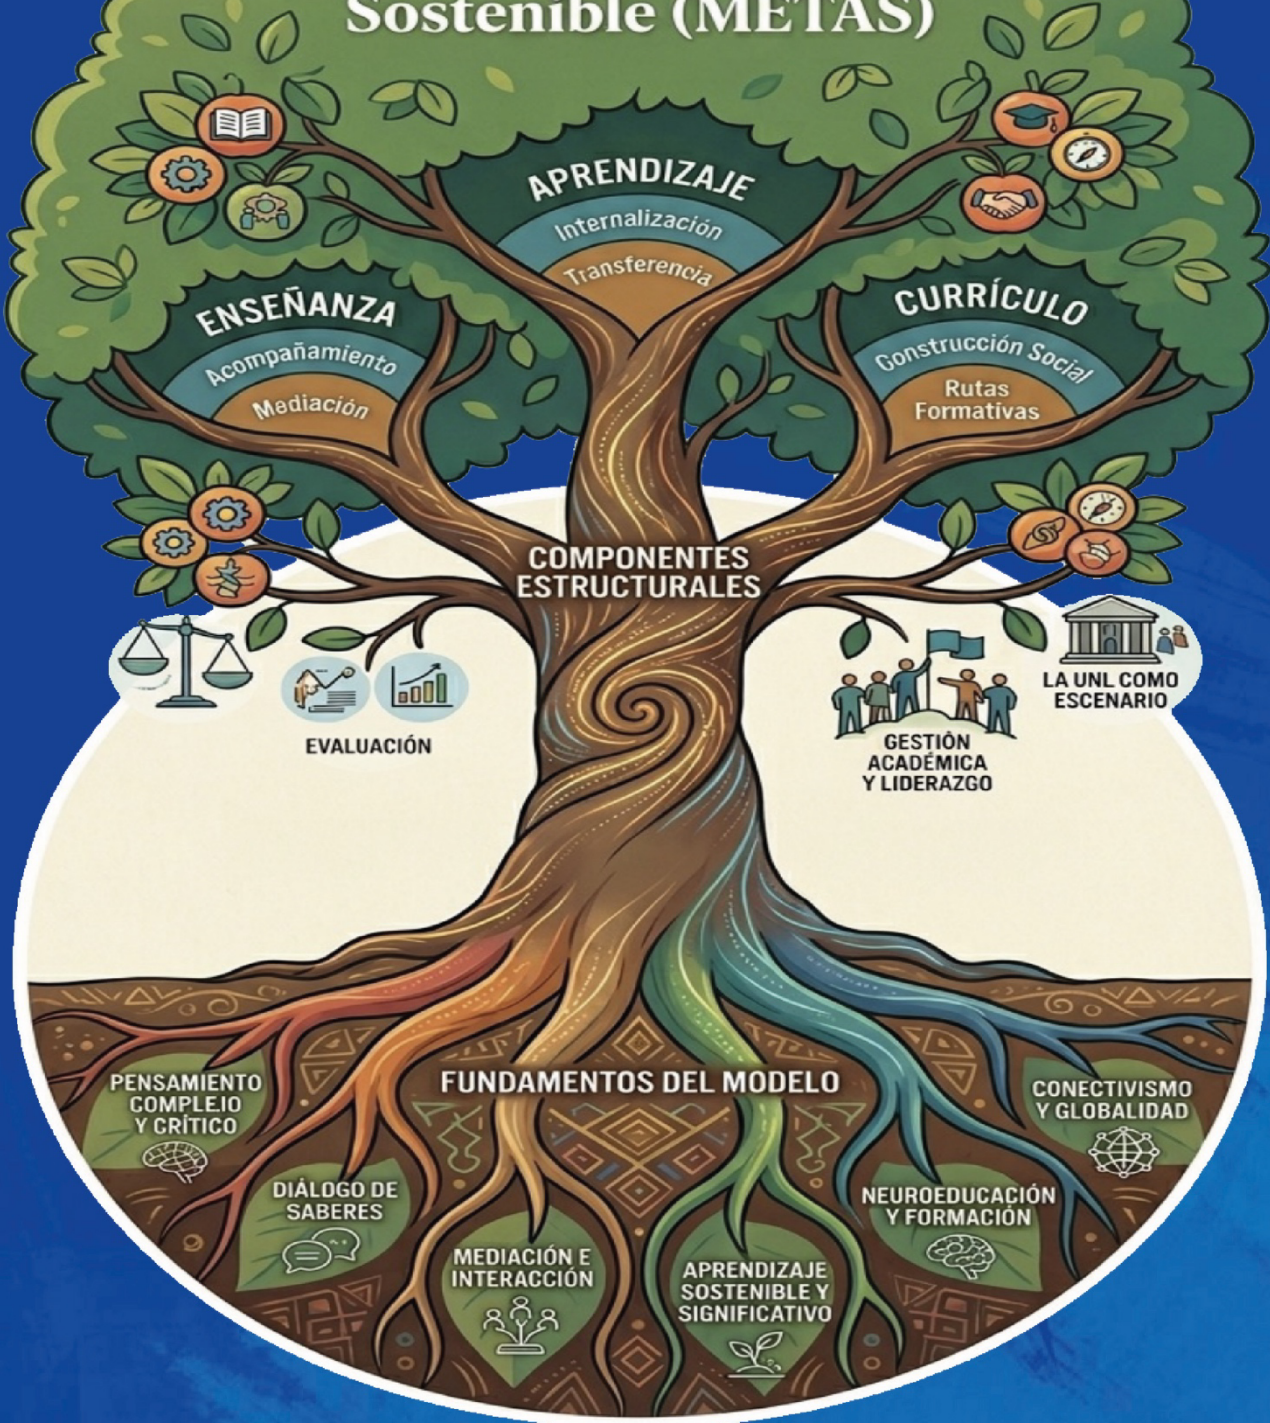 Sostenible (METAS)
APRENDIZAJE
Internalización
Transferencia
ENSEÑANZA
Acompañamiento
Mediación
CURRÍCULO
Construcción Social
Rutas
Formativas
COMPONENTES
ESTRUCTURALES
EVALUACIÓN
GESTIÓN
ACADÉMICA
Y LIDERAZGO
LA UNL COMO
ESCENARIO
FUNDAMENTOS DEL MODELO
PENSAMIENTO
COMPLEJO
Y CRÍTICO
DIÁLOGO DE
SABERES
MEDIACIÓN E
INTERACCIÓN
APRENDIZAJE
SOSTENIBLE Y
SIGNIFICATIVO
NEUROEDUCACIÓN
Y FORMACIÓN
CONECTIVISMO
Y GLOBALIDAD